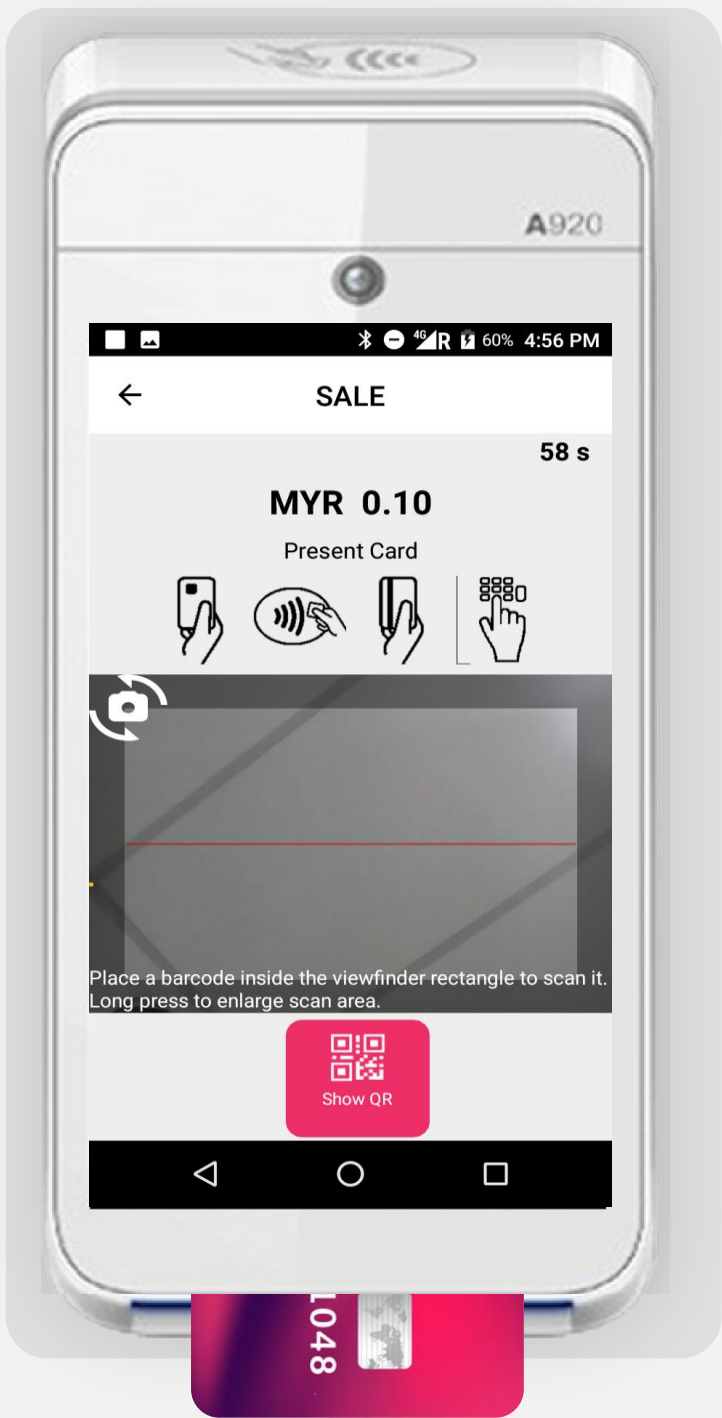 A920
4G R 60% 4:56 PM
SALE
58 s
MYR 0.10
Present Card
Place a barcode inside the viewfinder rectangle to scan it.
Long press to enlarge scan area.
Show QR
1048